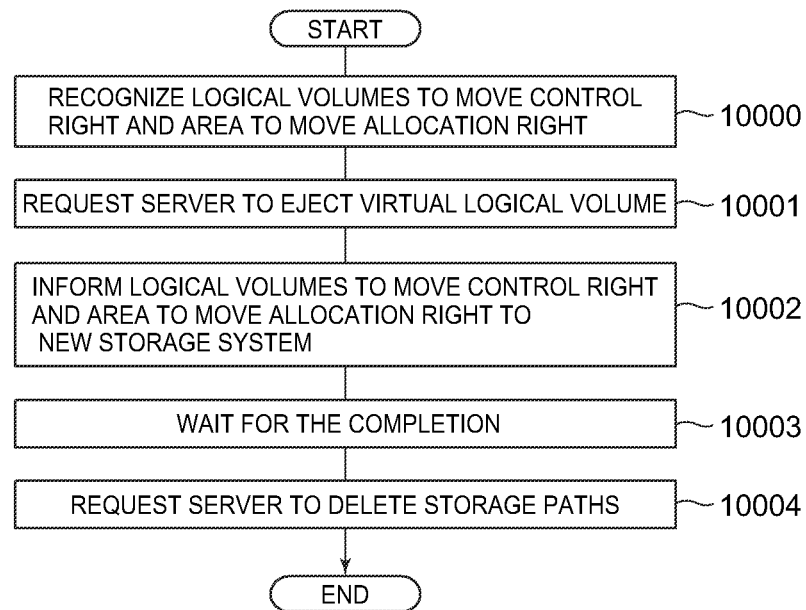 START
RECOGNIZE LOGICAL VOLUMES TO MOVE CONTROL
RIGHT AND AREA TO MOVE ALLOCATION RIGHT
10000
REQUEST SERVER TO EJECT VIRTUAL LOGICAL VOLUME
10001
INFORM LOGICAL VOLUMES TO MOVE CONTROL RIGHT
AND AREA TO MOVE ALLOCATION RIGHT TO
NEW STORAGE SYSTEM
10002
WAIT FOR THE COMPLETION
10003
REQUEST SERVER TO DELETE STORAGE PATHS
10004
END